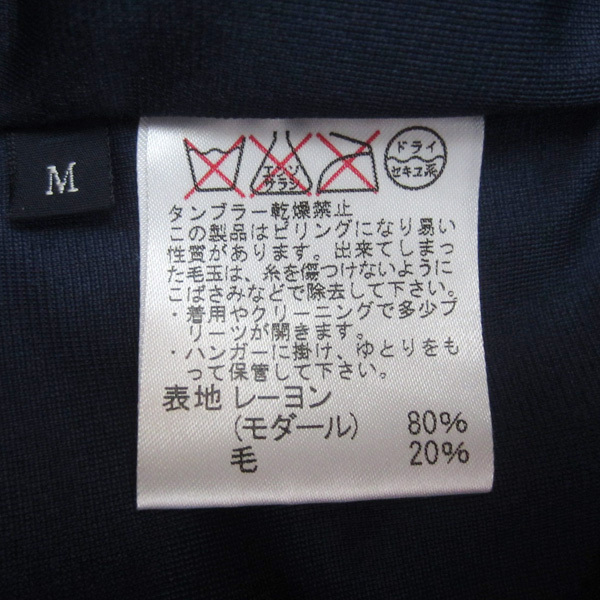 M
エンソ
サラシ
ドライ
セキユ系
タンブラー乾燥禁止
この製品はピリングになり易い
性質があります。出来てしまっ
た毛玉は、糸を傷つけないように
こばさみなどで除去して下さい。
・着用やクリーニングで多少プ
リーツが開きます。
・ハンガーに掛け、ゆとりをも
って保管して下さい。
表地 レーヨン
(モダール) 80%
毛 20%